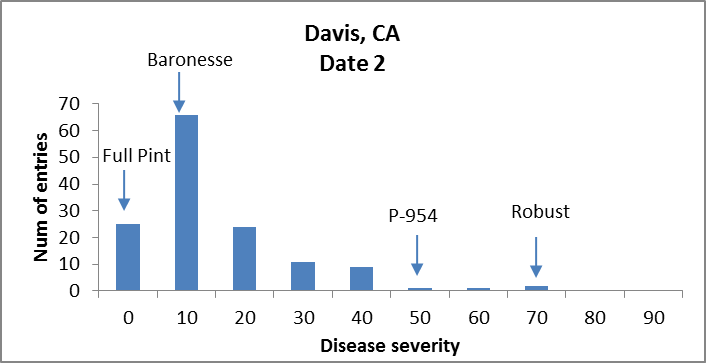 Davis, CA
Date 2
Baronesse
Full Pint
P-954
Robust
Num of entries
70
60
50
40
30
20
10
0
0 10 20 30 40 50 60 70 80 90
Disease severity